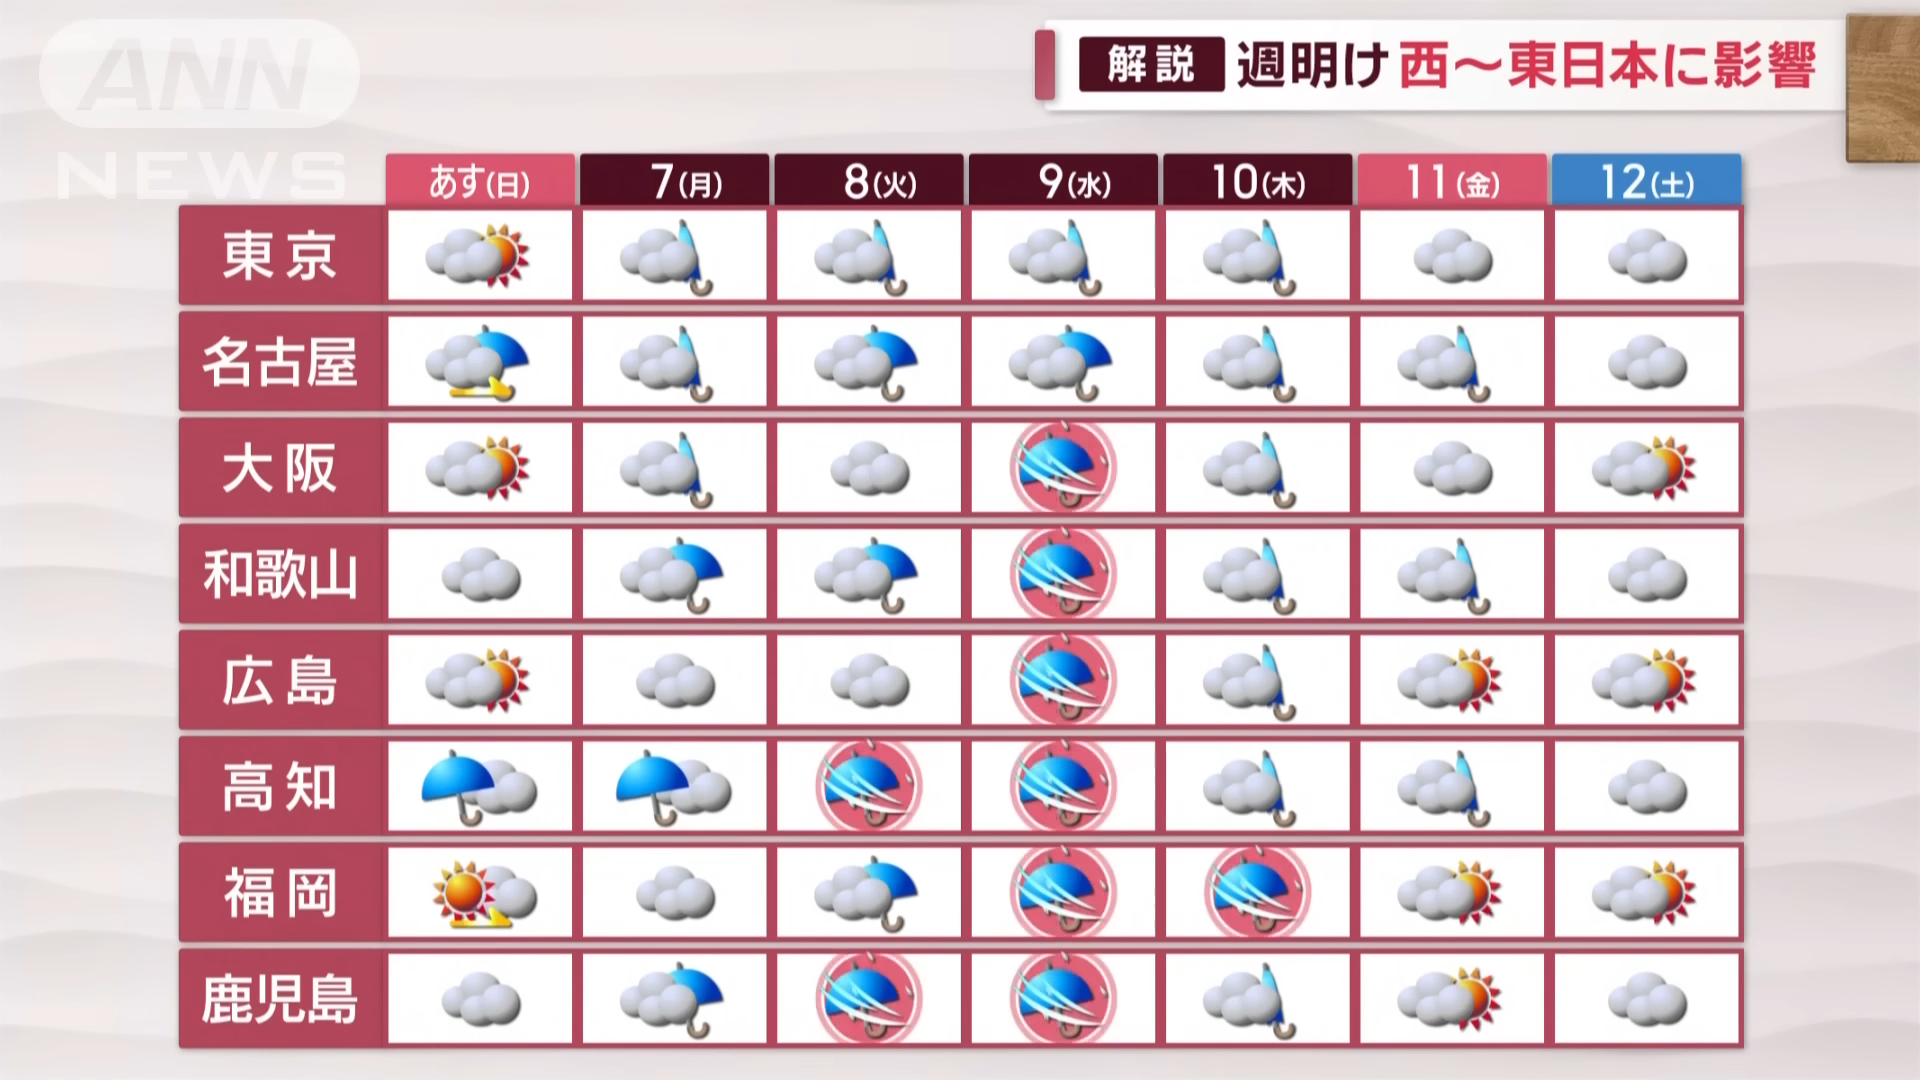 ANN
NEWS
解説 週明け 西～東日本に影響
あす(日) 7(月) 8(火) 9(水) 10(木) 11(金) 12(土)
東京
名古屋
大阪
和歌山
広島
高知
福岡
鹿児島